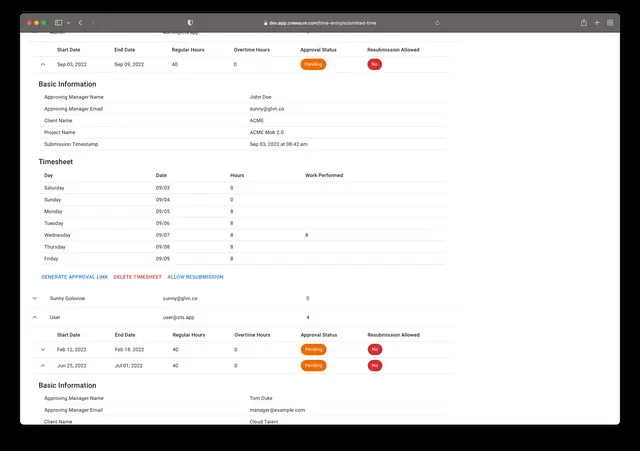 dev.app.crewsum.com/time-entry/submitted-time
Start Date End Date Regular Hours Overtime Hours Approval Status Resubmission Allowed
Sep 03, 2022 Sep 09, 2022 40 0 Pending No
Basic Information
Approving Manager Name John Doe
Approving Manager Email sunny@glvn.co
Client Name ACME
Project Name ACME Mob 2.0
Submission Timestamp Sep 03, 2022 at 08:42 am
Timesheet
Day Date Hours Work Performed
Saturday 09/03 0
Sunday 09/04 0
Monday 09/05 8
Tuesday 09/06 8
Wednesday 09/07 8 8
Thursday 09/08 8
Friday 09/09 8
GENERATE APPROVAL LINK DELETE TIMESHEET ALLOW RESUBMISSION
Sunny Golovine sunny@glvn.co 0
User user@cts.app 4
Start Date End Date Regular Hours Overtime Hours Approval Status Resubmission Allowed
Feb 12, 2022 Feb 18, 2022 40 0 Pending No
Jun 25, 2022 Jul 01, 2022 40 0 Pending No
Basic Information
Approving Manager Name Tom Duke
Approving Manager Email manager@example.com
Client Name Cloud Talent